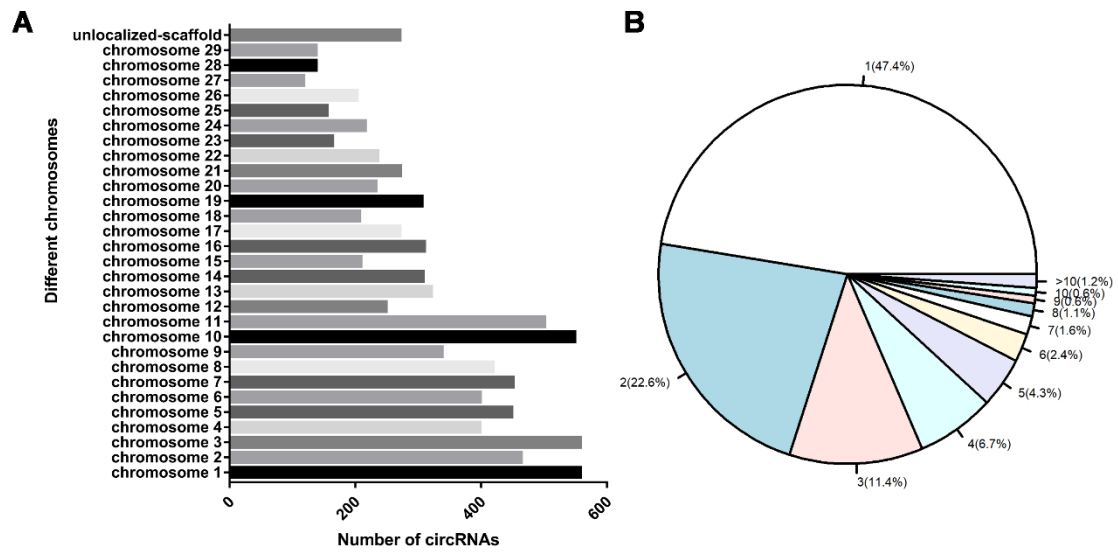 A
unlocalized-scaffold
chromosome 29
chromosome 28
chromosome 27
chromosome 26
chromosome 25
chromosome 24
chromosome 23
chromosome 22
chromosome 21
chromosome 20
chromosome 19
chromosome 18
chromosome 17
chromosome 16
chromosome 15
chromosome 14
chromosome 13
chromosome 12
chromosome 11
chromosome 10
chromosome 9
chromosome 8
chromosome 7
chromosome 6
chromosome 5
chromosome 4
chromosome 3
chromosome 2
chromosome 1
Different chromosomes
0
200
400
600
Number of circRNAs
B
1(47.4%)
>10(1.2%)
10(0.6%)
9(0.6%)
8(1.1%)
7(1.6%)
6(2.4%)
5(4.3%)
4(6.7%)
3(11.4%)
2(22.6%)